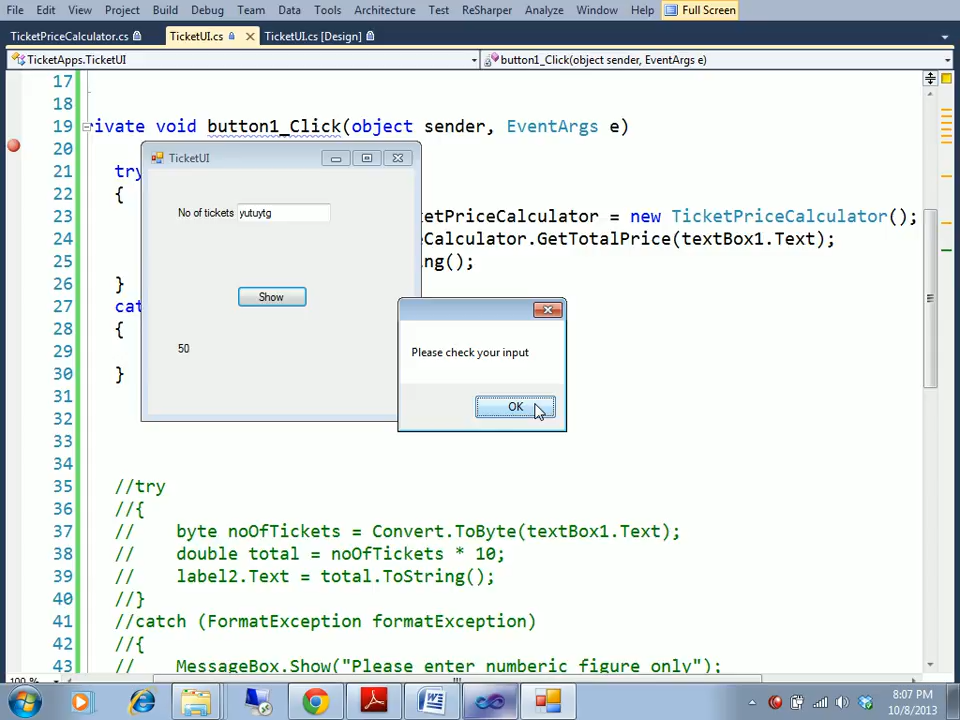 File Edit View Project Build Debug Team Data Tools Architecture Test ReSharper Analyze Window Help Full Screen
TicketPriceCalculator.cs TicketUI.cs TicketUI.cs [Design]
TicketApps.TicketUI button1_Click(object sender, EventArgs e)
17
18
19 ivate void button1_Click(object sender, EventArgs e)
20
21 try
22 {
23 cketPriceCalculator = new TicketPriceCalculator();
24 Calculator.GetTotalPrice(textBox1.Text);
25 ng();
26 }
27 cat
28 {
29
30 }
31
32
33
34
35 //try
36 //{
37 // byte noOfTickets = Convert.ToByte(textBox1.Text);
38 // double total = noOfTickets * 10;
39 // label2.Text = total.ToString();
40 //}
41 //catch (FormatException formatException)
42 //{
43 // MessageBox.Show("Please enter numberic figure only");
TicketUI
No of tickets yutuytg
Show
50
Please check your input
OK
100 %
8:07 PM
10/8/2013